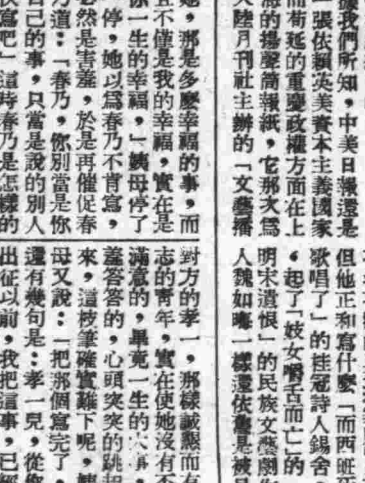 據我們所知,中美日報還是
一張依賴英美資本主義國家
而苟延的重慶政權方面在上
海的揚聲簡報紙,它那次爲
大陸月刊社主辦的「文藝播
但他正和寫什麼「而西班牙
歌唱了」的桂冠詩人錫舍,
,起了「妓女嚼舌而亡」的
明末遺恨」的民族文藝劇作
人魏如晦一樣還依舊是被
她,那是多麼幸福的事,而
且不僅是我的幸福,實在是
你一生的幸福,」姨母停了
停,她以爲春乃不肯寫,
必然是害羞,於是再催促春
乃道:「春乃,你別當是你
自己的事,只當是說的別人
快寫吧」這時春乃是怎樣的
對方的孝一,那樣誠懇而有
志的青年,實在使她沒有不
滿意的,畢竟一生的大事,
羞答答的,心頭突突的跳起
來,這枝筆確實難下呢,姨
母又說:「把那個寫完了,
還有幾句是:孝一兒,從你
出征以前,我把這事,已經